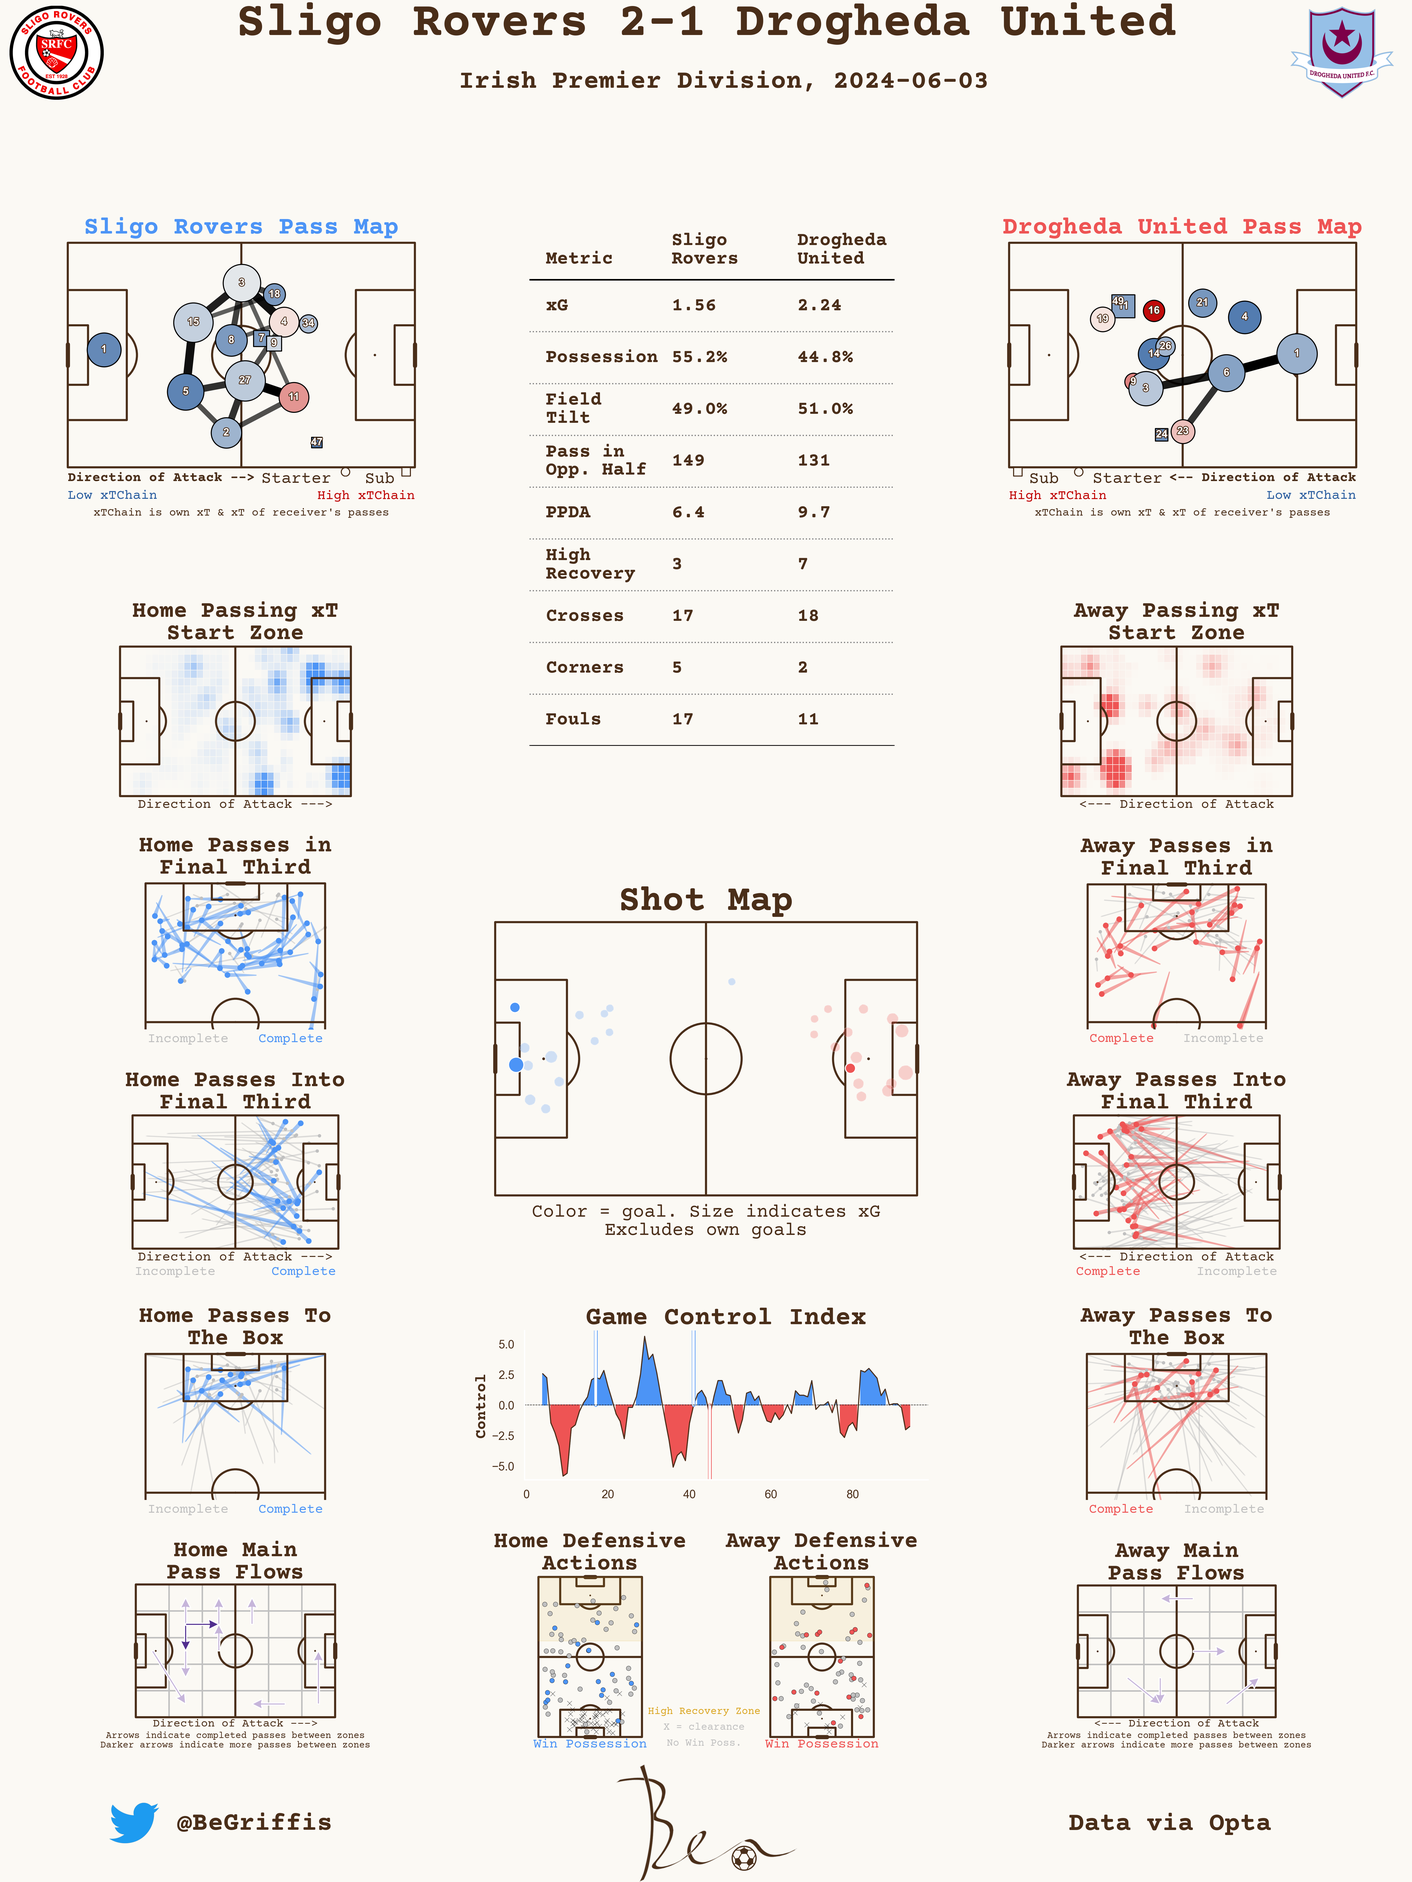 Sligo Rovers 2-1 Drogheda United
Irish Premier Division, 2024-06-03
SLIGO ROVERS
SRFC
EST 1928
FOOTBALL CLUB
DROGHEDA UNITED F.C.
Sligo Rovers Pass Map
3
18
15
4
34
8
7
9
1
5
27
11
2
47
Direction of Attack --> Starter Sub
Low xTChain High xTChain
xTChain is own xT & xT of receiver's passes
Metric Sligo Rovers Drogheda United
xG 1.56 2.24
Possession 55.2% 44.8%
Field Tilt 49.0% 51.0%
Pass in Opp. Half 149 131
PPDA 6.4 9.7
High Recovery 3 7
Crosses 17 18
Corners 5 2
Fouls 17 11
Drogheda United Pass Map
49
11
19
16
21
4
26
14
1
9
3
6
24
23
Sub Starter <-- Direction of Attack
High xTChain Low xTChain
xTChain is own xT & xT of receiver's passes
Home Passing xT
Start Zone
Direction of Attack --->
Away Passing xT
Start Zone
<--- Direction of Attack
Home Passes in
Final Third
Incomplete Complete
Away Passes in
Final Third
Complete Incomplete
Shot Map
Color = goal. Size indicates xG
Excludes own goals
Home Passes Into
Final Third
Direction of Attack --->
Incomplete Complete
Away Passes Into
Final Third
<--- Direction of Attack
Complete Incomplete
Home Passes To
The Box
Incomplete Complete
Game Control Index
Control
5.0
2.5
0.0
−2.5
−5.0
0 20 40 60 80
Away Passes To
The Box
Complete Incomplete
Home Main
Pass Flows
Direction of Attack --->
Arrows indicate completed passes between zones
Darker arrows indicate more passes between zones
Home Defensive
Actions
Win Possession
High Recovery Zone
X = clearance
No Win Poss.
Away Defensive
Actions
Win Possession
Away Main
Pass Flows
<--- Direction of Attack
Arrows indicate completed passes between zones
Darker arrows indicate more passes between zones
@BeGriffis
Ben
Data via Opta